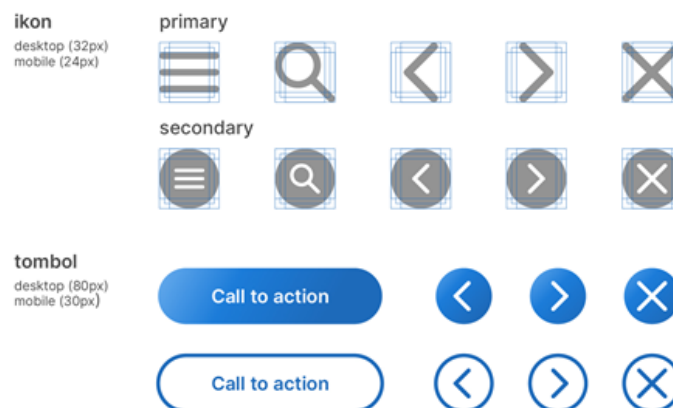 ikon
desktop (32px)
mobile (24px)
primary
secondary
tombol
desktop (80px)
mobile (30px)
Call to action
Call to action